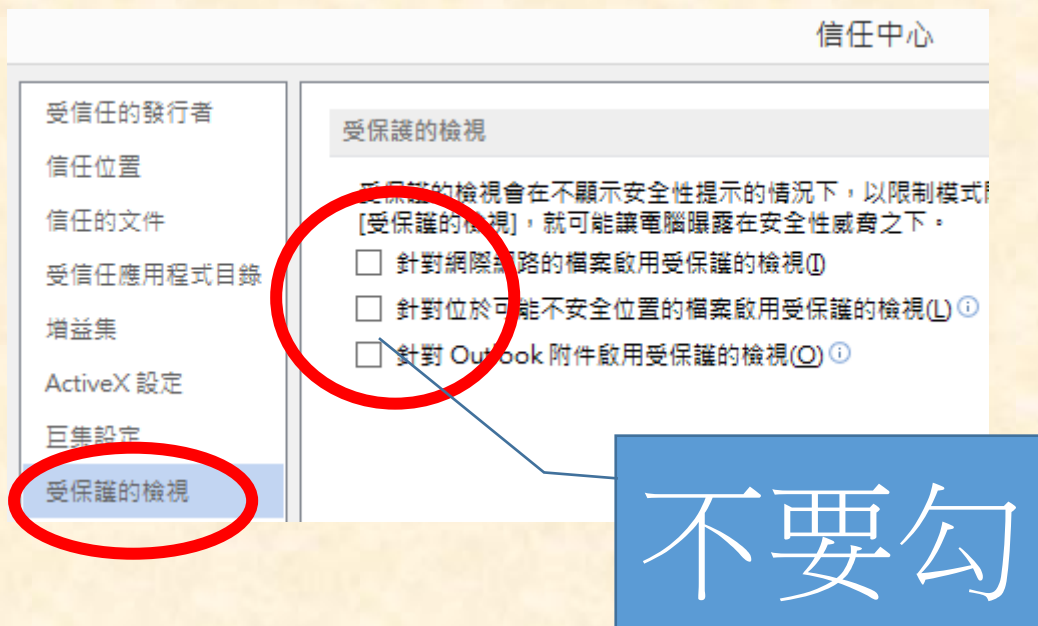 信任中心
受信任的發行者
信任位置
信任的文件
受信任應用程式目錄
增益集
ActiveX 設定
巨集設定
受保護的檢視
受保護的檢視
受保護的檢視會在不顯示安全性提示的情況下，以限制模式
[受保護的檢視]，就可能讓電腦曝露在安全性威脅之下。
針對網際網路的檔案啟用受保護的檢視(I)
針對位於可能不安全位置的檔案啟用受保護的檢視(L)
針對 Outlook 附件啟用受保護的檢視(O)
不要勾